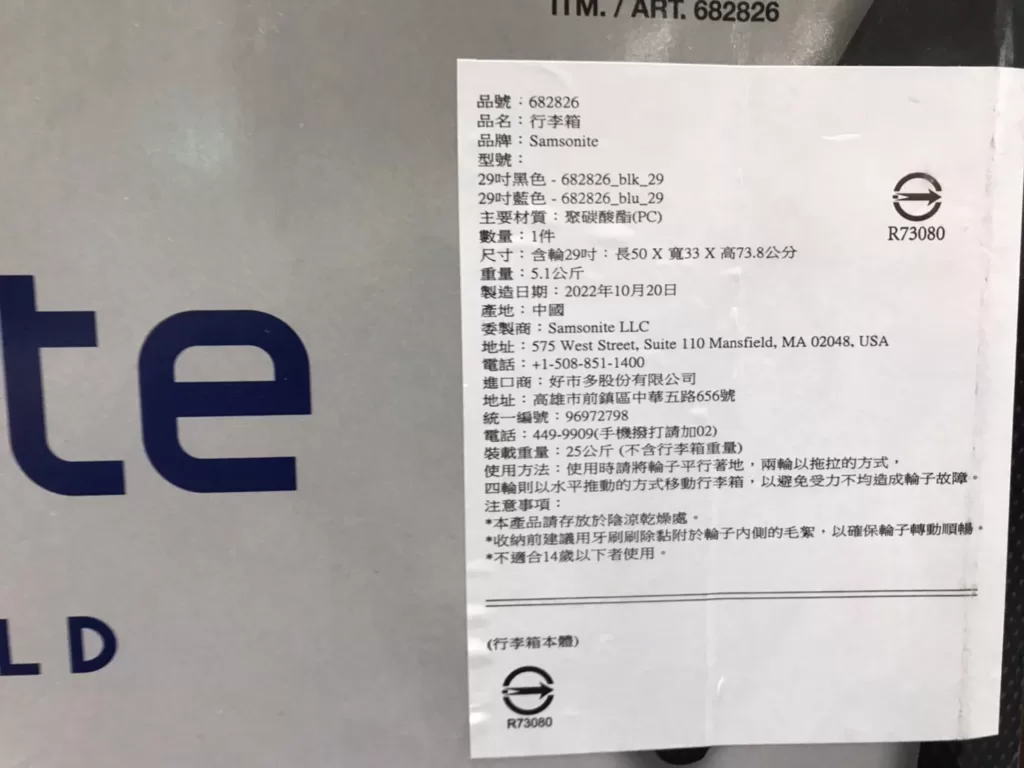 ITM. / ART. 682826
品號：682826
品名：行李箱
品牌：Samsonite
型號：
29吋黑色 - 682826_blk_29
29吋藍色 - 682826_blu_29
主要材質：聚碳酸酯(PC)
數量：1件
尺寸：含輪29吋：長50 X 寬33 X 高73.8公分
重量：5.1公斤
製造日期：2022年10月20日
產地：中國
委製商：Samsonite LLC
地址：575 West Street, Suite 110 Mansfield, MA 02048, USA
電話：+1-508-851-1400
進口商：好市多股份有限公司
地址：高雄市前鎮區中華五路656號
統一編號：96972798
電話：449-9909(手機撥打請加02)
裝載重量：25公斤 (不含行李箱重量)
使用方法：使用時請將輪子平行著地，兩輪以拖拉的方式，
四輪則以水平推動的方式移動行李箱，以避免受力不均造成輪子故障。
注意事項：
*本產品請存放於陰涼乾燥處。
*收納前建議用牙刷刷除黏附於輪子內側的毛絮，以確保輪子轉動順暢。
*不適合14歲以下者使用。
R73080
(行李箱本體)
R73080
te
LD